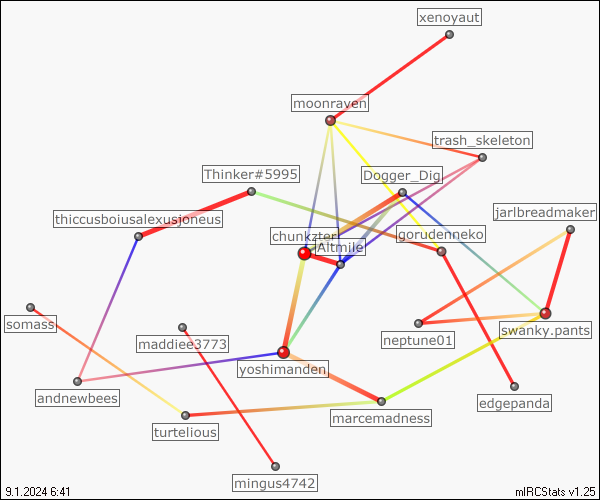 xenoyaut
moonraven
trash_skeleton
Thinker#5995
Dogger_Dig
thiccusboiusalexusjoneus
jarlbreadmaker
chunkzter
Altmile
gorudenneko
somass
maddiee3773
neptune01
swanky.pants
yoshimanden
andnewbees
marcemadness
edgepanda
turtelious
mingus4742
9.1.2024 6:41
mIRCStats v1.25